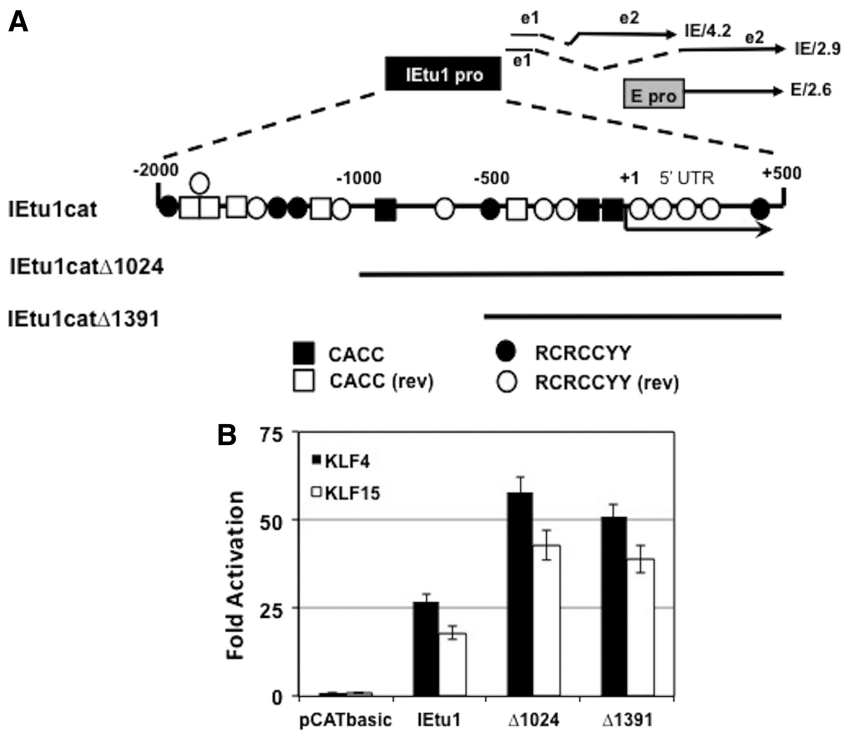 A
e1
e2
IE/4.2
e1
e2
IE/2.9
IEtu1 pro
E pro
E/2.6
-2000
-1000
-500
+1
5' UTR
+500
IEtu1cat
IEtu1catΔ1024
IEtu1catΔ1391
CACC
RCRCCYY
CACC (rev)
RCRCCYY (rev)
B
75
50
25
0
Fold Activation
KLF4
KLF15
pCATbasic
IEtu1
Δ1024
Δ1391